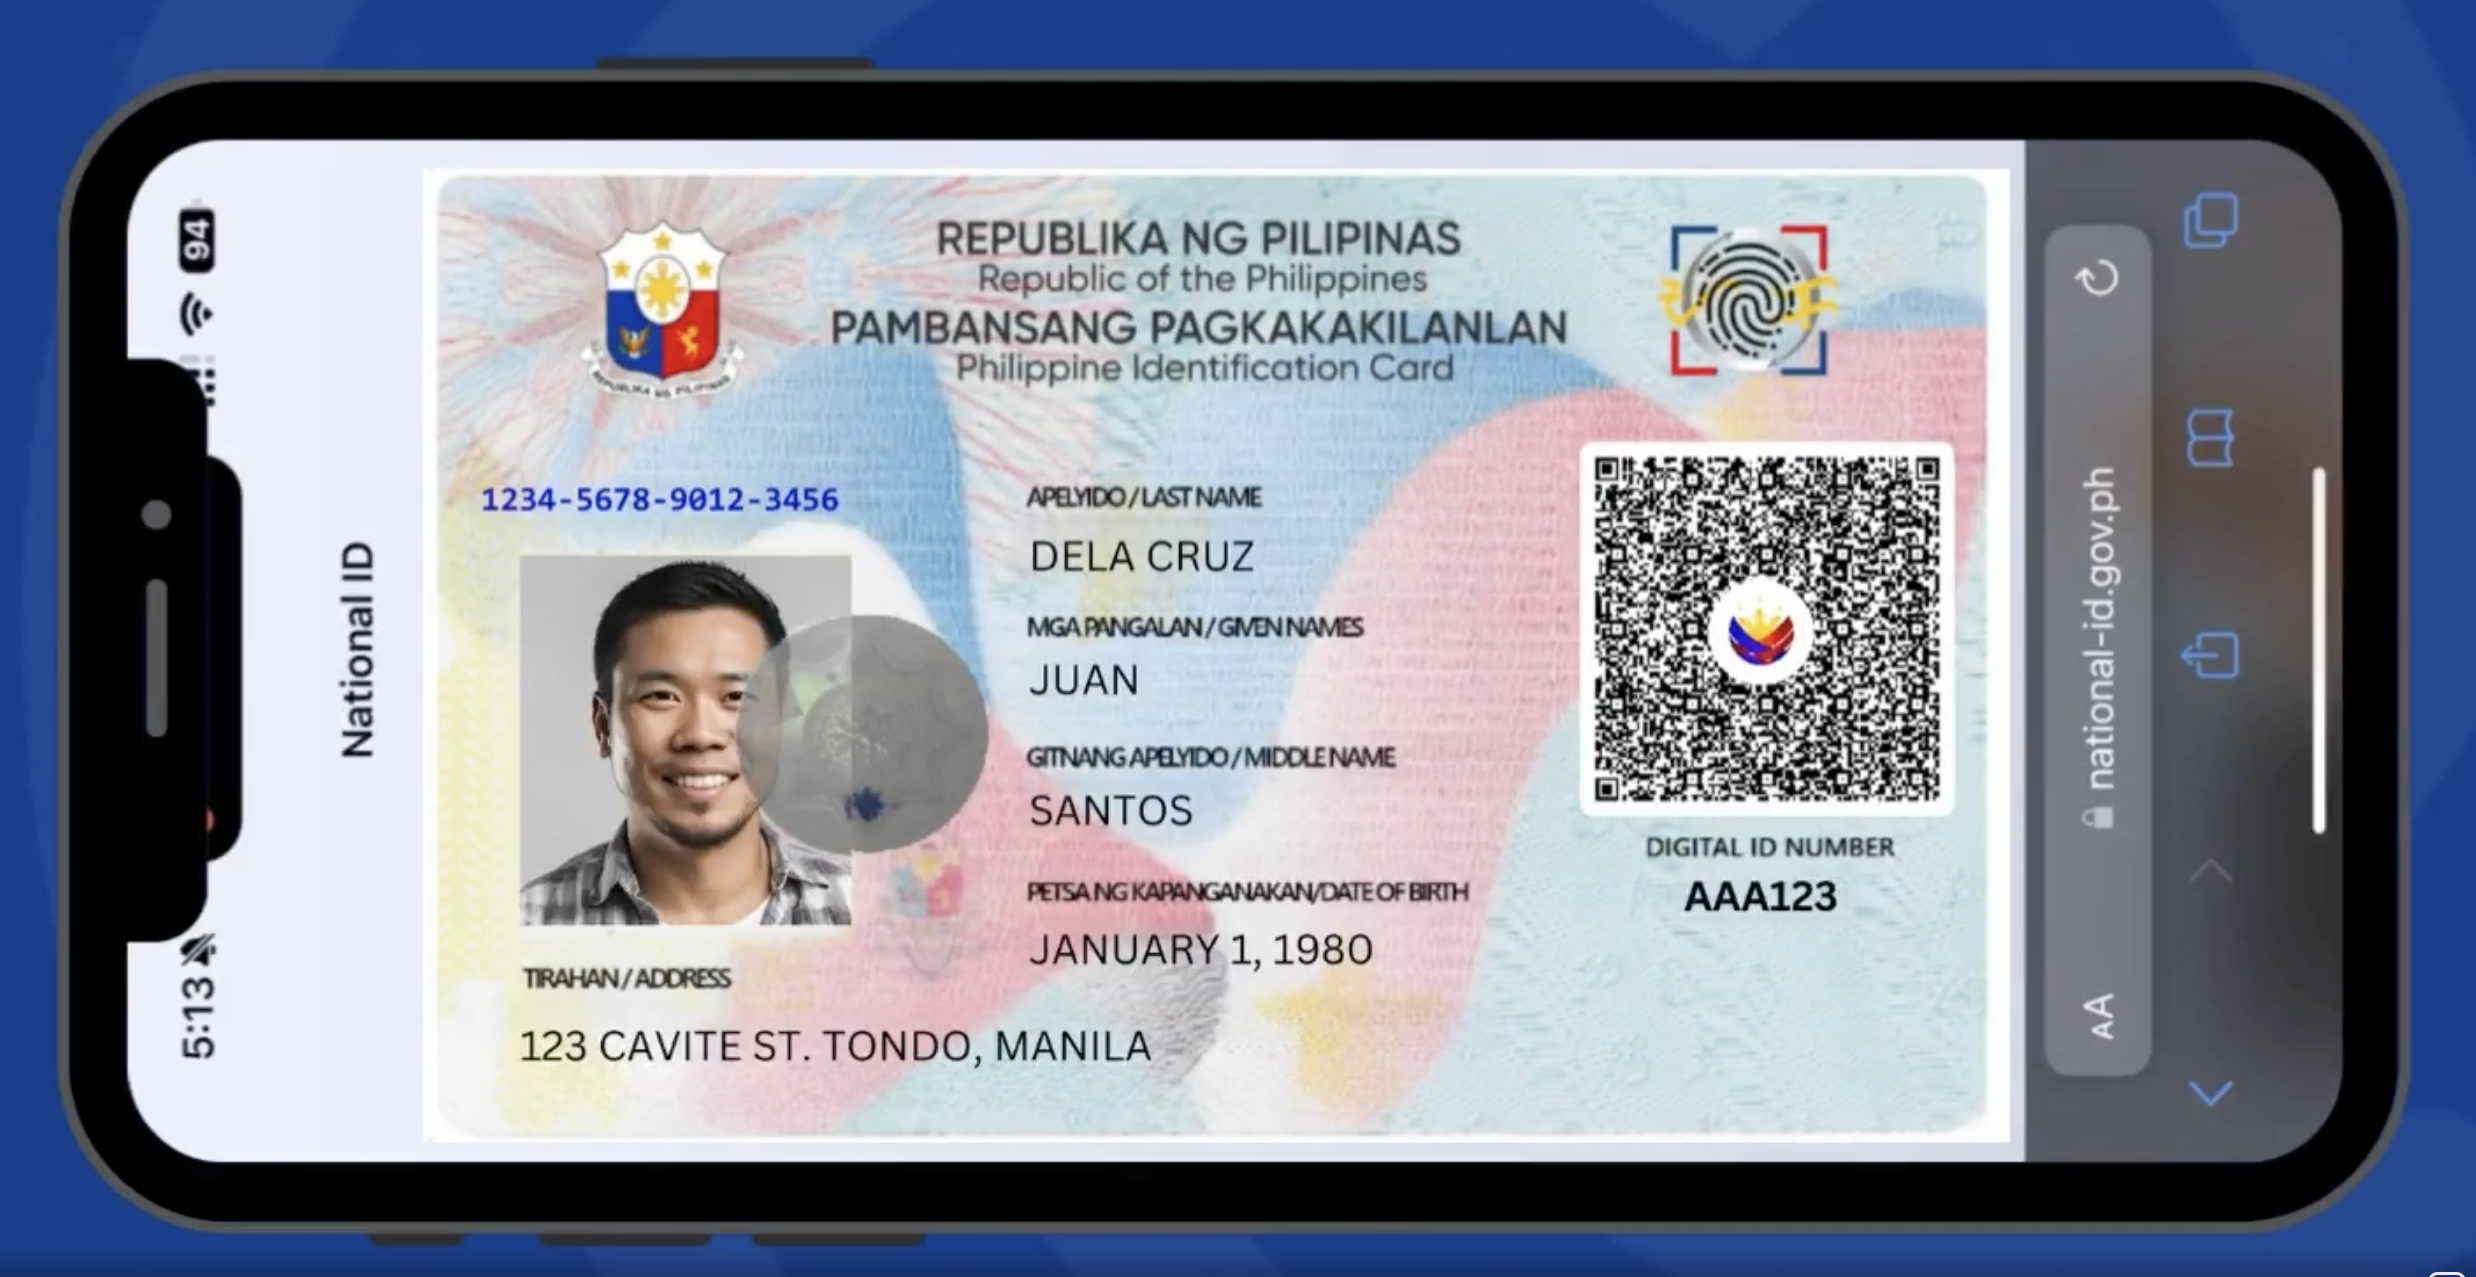 5:13
94
National ID
REPUBLIKA NG PILIPINAS
Republic of the Philippines
PAMBANSANG PAGKAKAKILANLAN
Philippine Identification Card
REPUBLIKA NG PILIPINAS
1234-5678-9012-3456
APELYIDO / LAST NAME
DELA CRUZ
MGA PANGALAN / GIVEN NAMES
JUAN
GITNANG APELYIDO / MIDDLE NAME
SANTOS
PETSA NG KAPANGANAKAN/DATE OF BIRTH
JANUARY 1, 1980
TIRAHAN / ADDRESS
123 CAVITE ST. TONDO, MANILA
DIGITAL ID NUMBER
AAA123
AA
national-id.gov.ph